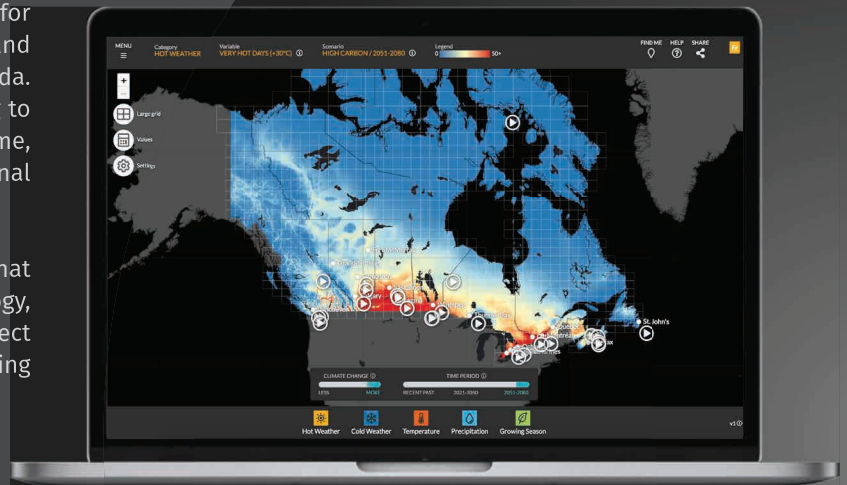 for
and
da.
to
me,
nal
hat
gy,
ect
ing
MENU
Category
HOT WEATHER
Variable
VERY HOT DAYS (+30ºC)
Scenario
HIGH CARBON / 2051-2080
Legend
0 50+
FIND ME HELP SHARE
Large grid
Values
Settings
St. John's
CLIMATE CHANGE
LESS MORE
TIME PERIOD
RECENT PAST 2021-2050 2051-2080
Hot Weather Cold Weather Temperature Precipitation Growing Season
v1